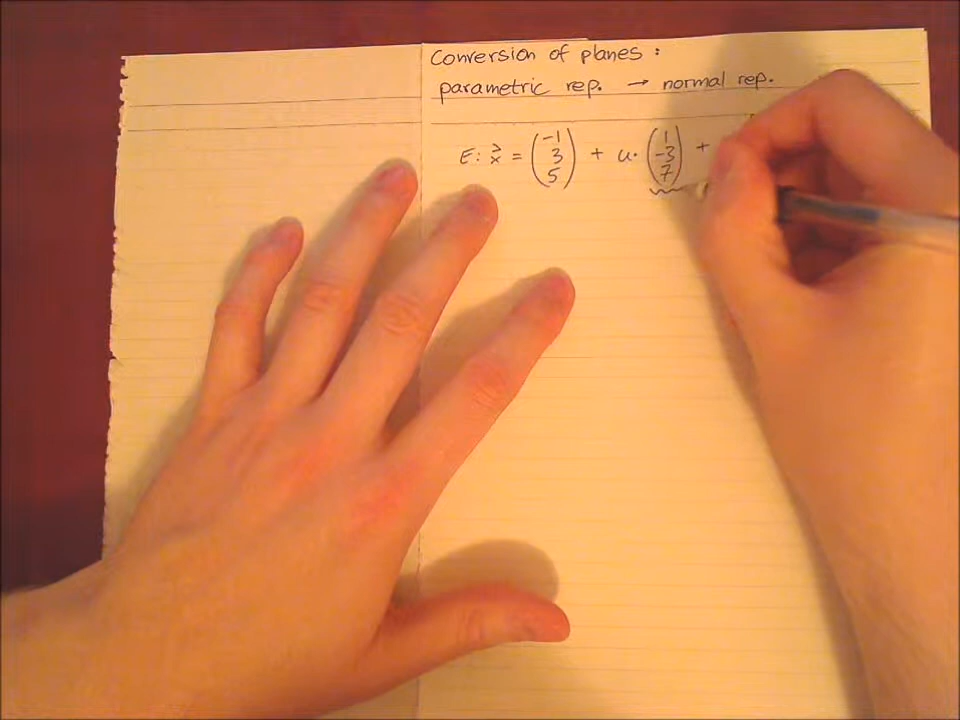 Conversion of planes :
parametric rep. → normal rep.
E: x⃗ = (-1 3 5) + u· (1 -3 7) +